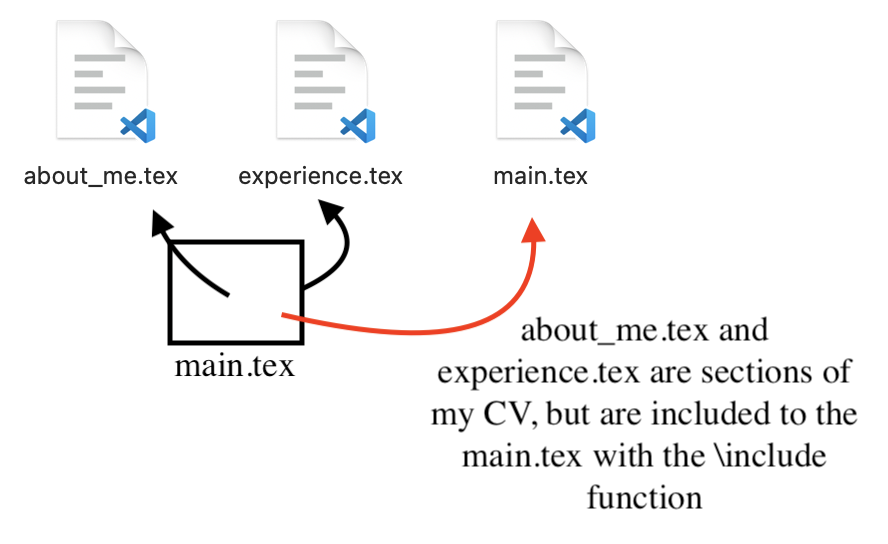 about_me.tex
experience.tex
main.tex
main.tex
about_me.tex and
experience.tex are sections of
my CV, but are included to the
main.tex with the \include
function